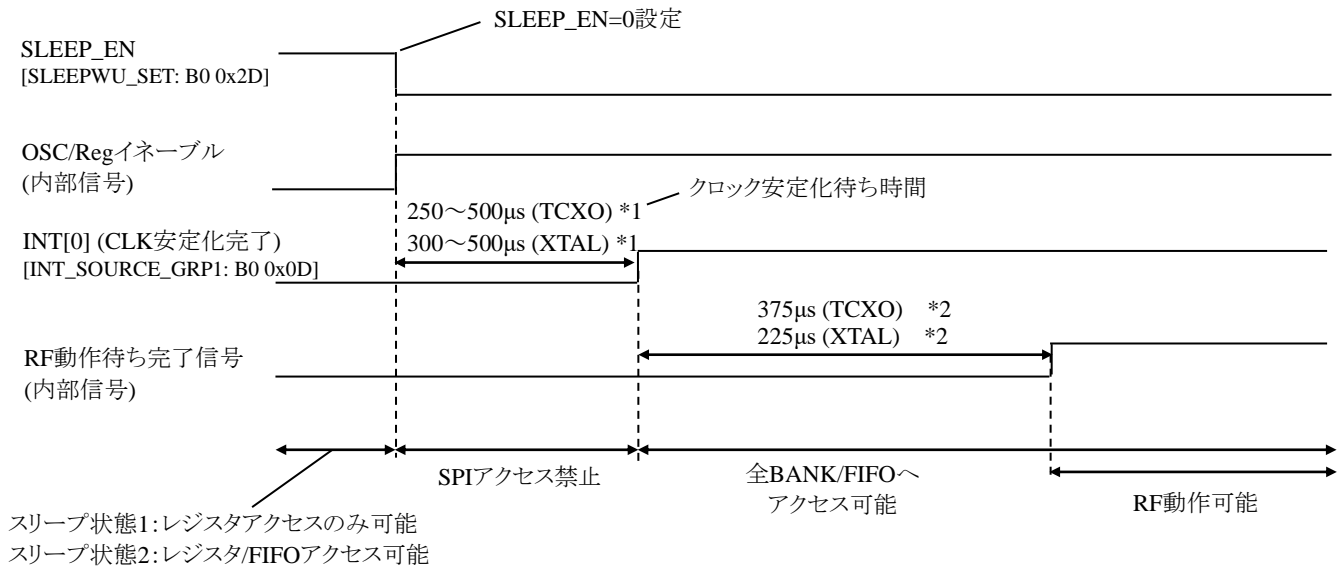 SLEEP_EN=0設定
SLEEP_EN
[SLEEPWU_SET: B0 0x2D]
OSC/Regイネーブル
(内部信号)
クロック安定化待ち時間
250～500μs (TCXO) *1
300～500μs (XTAL) *1
INT[0] (CLK安定化完了)
[INT_SOURCE_GRP1: B0 0x0D]
375μs (TCXO) *2
225μs (XTAL) *2
RF動作待ち完了信号
(内部信号)
SPIアクセス禁止
全BANK/FIFOへ
アクセス可能
RF動作可能
スリープ状態1:レジスタアクセスのみ可能
スリープ状態2:レジスタ/FIFOアクセス可能